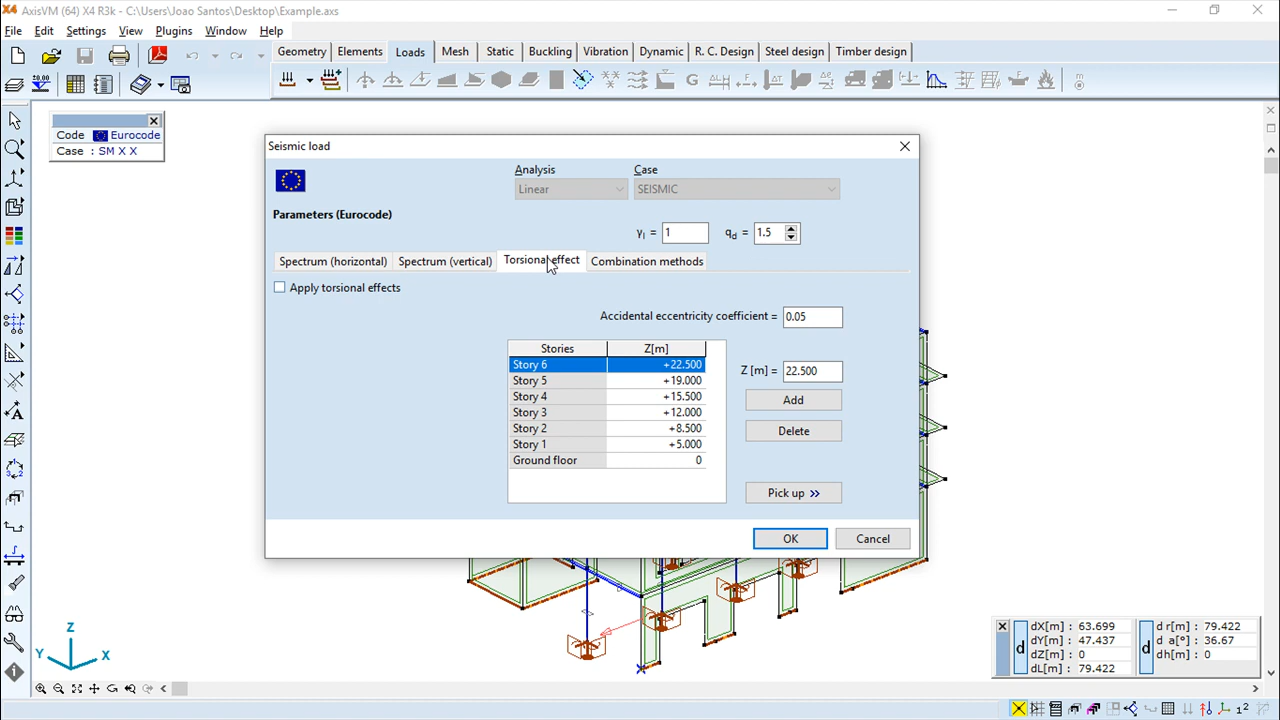 AxisVM (64) X4 R3k - C:\Users\Joao Santos\Desktop\Example.axs
File Edit Settings View Plugins Window Help
Geometry Elements Loads Mesh Static Buckling Vibration Dynamic R. C. Design Steel design Timber design
Code Eurocode
Case : SM X X
Seismic load
Analysis Case
Linear SEISMIC
Parameters (Eurocode)
γI = 1 qd = 1.5
Spectrum (horizontal) Spectrum (vertical) Torsional effect Combination methods
Apply torsional effects
Accidental eccentricity coefficient = 0.05
Stories Z[m]
Story 6 +22.500
Story 5 +19.000
Story 4 +15.500
Story 3 +12.000
Story 2 +8.500
Story 1 +5.000
Ground floor 0
Z [m] = 22.500
Add
Delete
Pick up »
OK Cancel
Z
Y X
d
dX[m] : 63.699
dY[m] : 47.437
dZ[m] : 0
dL[m] : 79.422
d
d r[m] : 79.422
d a[º] : 36.67
dh[m] : 0